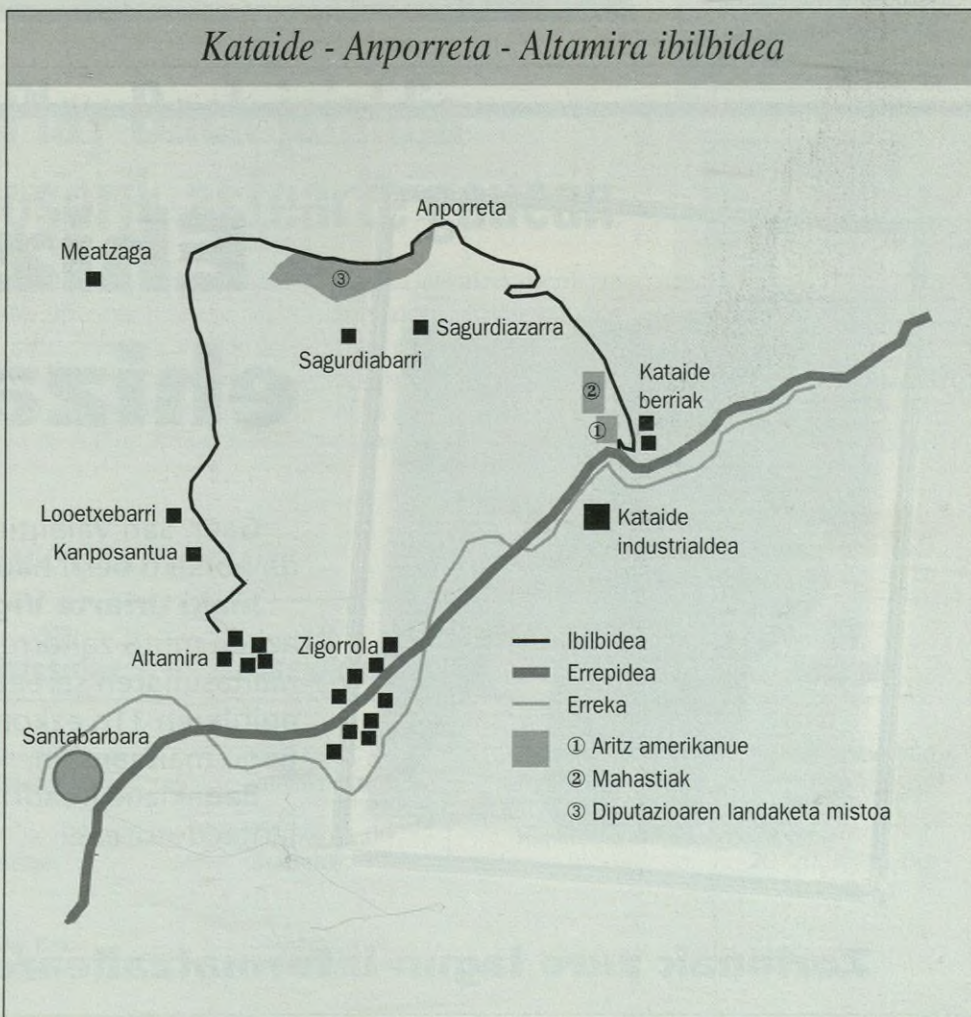 Kataide - Anporreta - Altamira ibilbidea
Anporreta
Meatzaga
③
Sagurdiazarra
Sagurdiabarri
Kataide
berriak
②
①
Looetxebarri
Kataide
industrialdea
Kanposantua
Zigorrola
Altamira
Ibilbidea
Errepidea
Erreka
Santabarbara
① Aritz amerikanue
② Mahastiak
③ Diputazioaren landaketa mistoa